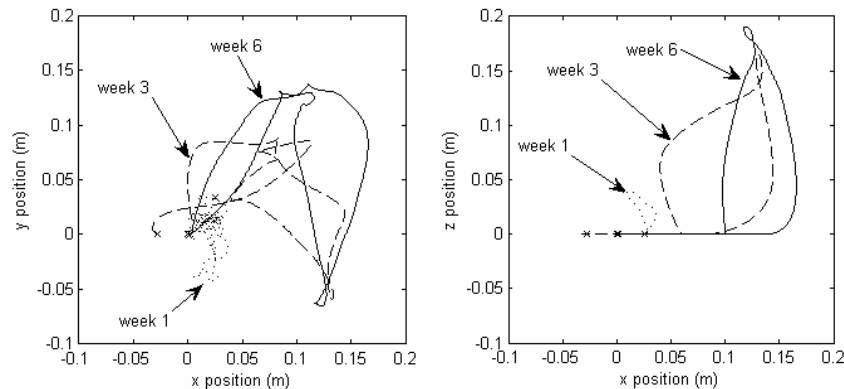 0.2
0.15
0.1
0.05
0
-0.05
-0.1
y position (m)
week 6
week 3
week 1
-0.1 -0.05 0 0.05 0.1 0.15 0.2
x position (m)
0.2
0.15
0.1
0.05
0
-0.05
-0.1
z position (m)
week 6
week 3
week 1
-0.1 -0.05 0 0.05 0.1 0.15 0.2
x position (m)